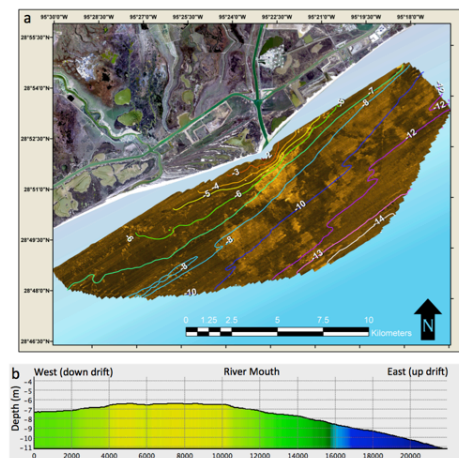 a
95°30'0"W 95°28'30"W 95°27'0"W 95°25'30"W 95°24'0"W 95°22'30"W 95°21'0"W 95°19'30"W 95°18'0"W
28°55'30"N
28°54'0"N
28°52'30"N
28°51'0"N
28°49'30"N
28°48'0"N
28°46'30"N
-8 -7
-12
-12
-3
-5 -4
-6
-10
-8
-8
-14
-13
-10
0 1.25 2.5 5 7.5 10
Kilometers
N
b
West (down drift) River Mouth East (up drift)
Depth (m)
-4
-5
-6
-7
-8
-9
-10
-11
0 2000 4000 6000 8000 10000 12000 14000 16000 18000 20000